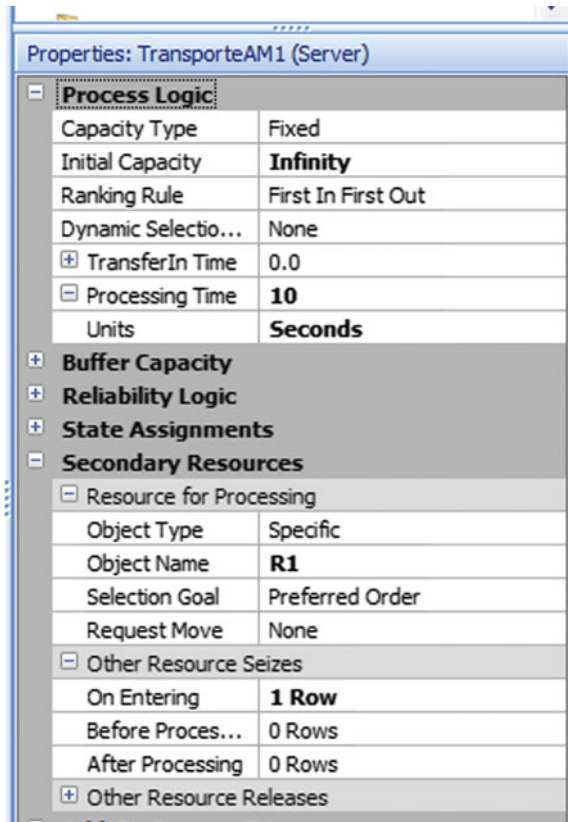 Properties: TransporteAM1 (Server)
Process Logic
Capacity Type Fixed
Initial Capacity Infinity
Ranking Rule First In First Out
Dynamic Selectio... None
TransferIn Time 0.0
Processing Time 10
Units Seconds
Buffer Capacity
Reliability Logic
State Assignments
Secondary Resources
Resource for Processing
Object Type Specific
Object Name R1
Selection Goal Preferred Order
Request Move None
Other Resource Seizes
On Entering 1 Row
Before Proces... 0 Rows
After Processing 0 Rows
Other Resource Releases